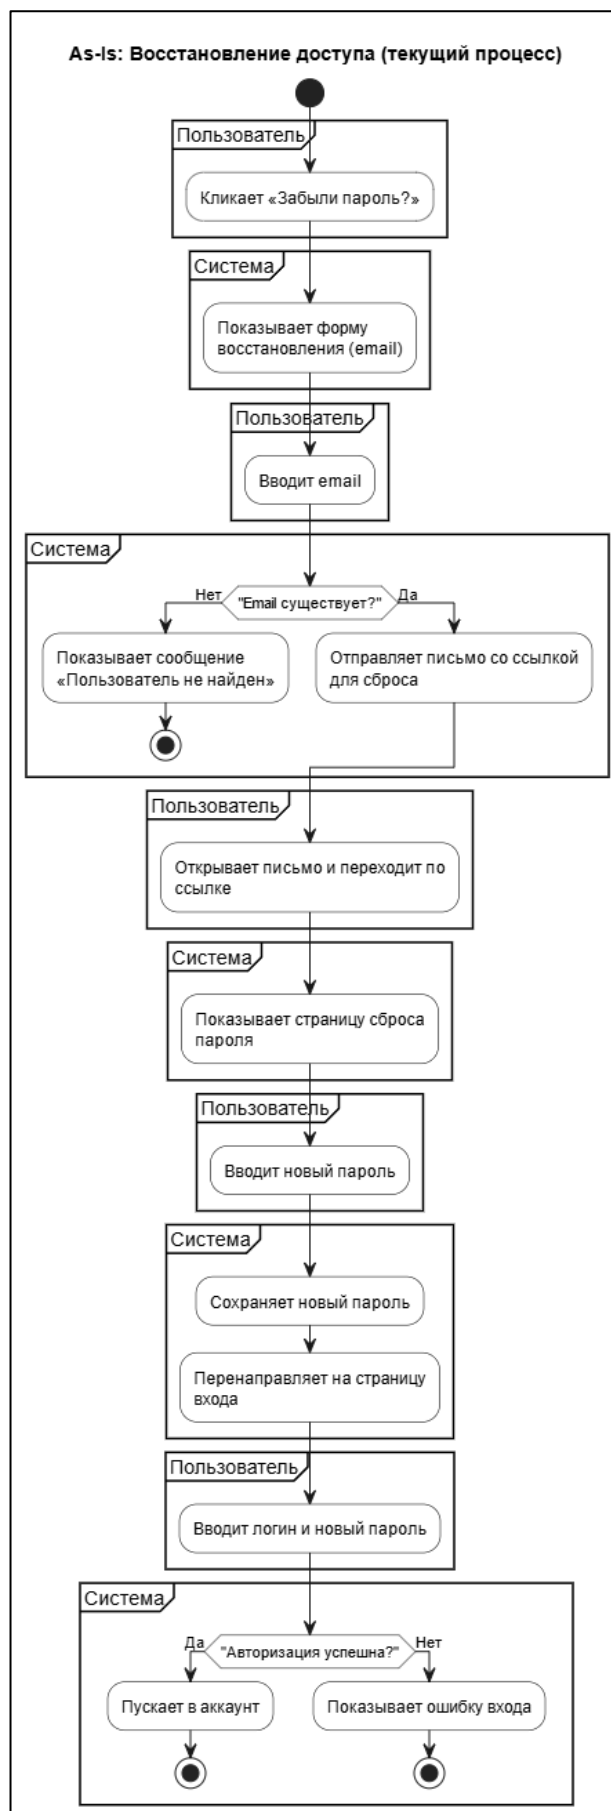 As-Is: Восстановление доступа (текущий процесс)
Пользователь
Кликает «Забыли пароль?»
Система
Показывает форму
восстановления (email)
Пользователь
Вводит email
Система
Нет
"Email существует?"
Да
Показывает сообщение
«Пользователь не найден»
Отправляет письмо со ссылкой
для сброса
Пользователь
Открывает письмо и переходит по
ссылке
Система
Показывает страницу сброса
пароля
Пользователь
Вводит новый пароль
Система
Сохраняет новый пароль
Перенаправляет на страницу
входа
Пользователь
Вводит логин и новый пароль
Система
Да
"Авторизация успешна?"
Нет
Пускает в аккаунт
Показывает ошибку входа